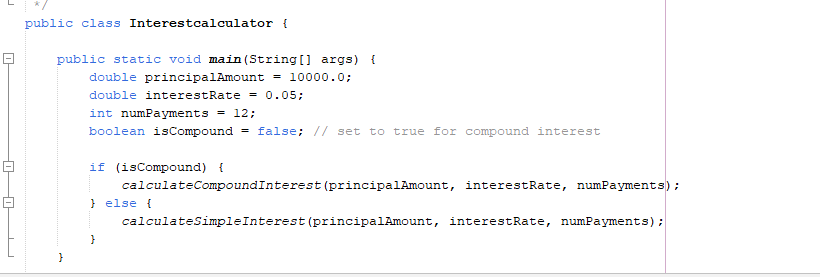 */
public class Interestcalculator {
public static void main(String[] args) {
double principalAmount = 10000.0;
double interestRate = 0.05;
int numPayments = 12;
boolean isCompound = false; // set to true for compound interest
if (isCompound) {
calculateCompoundInterest(principalAmount, interestRate, numPayments);
} else {
calculateSimpleInterest(principalAmount, interestRate, numPayments);
}
}